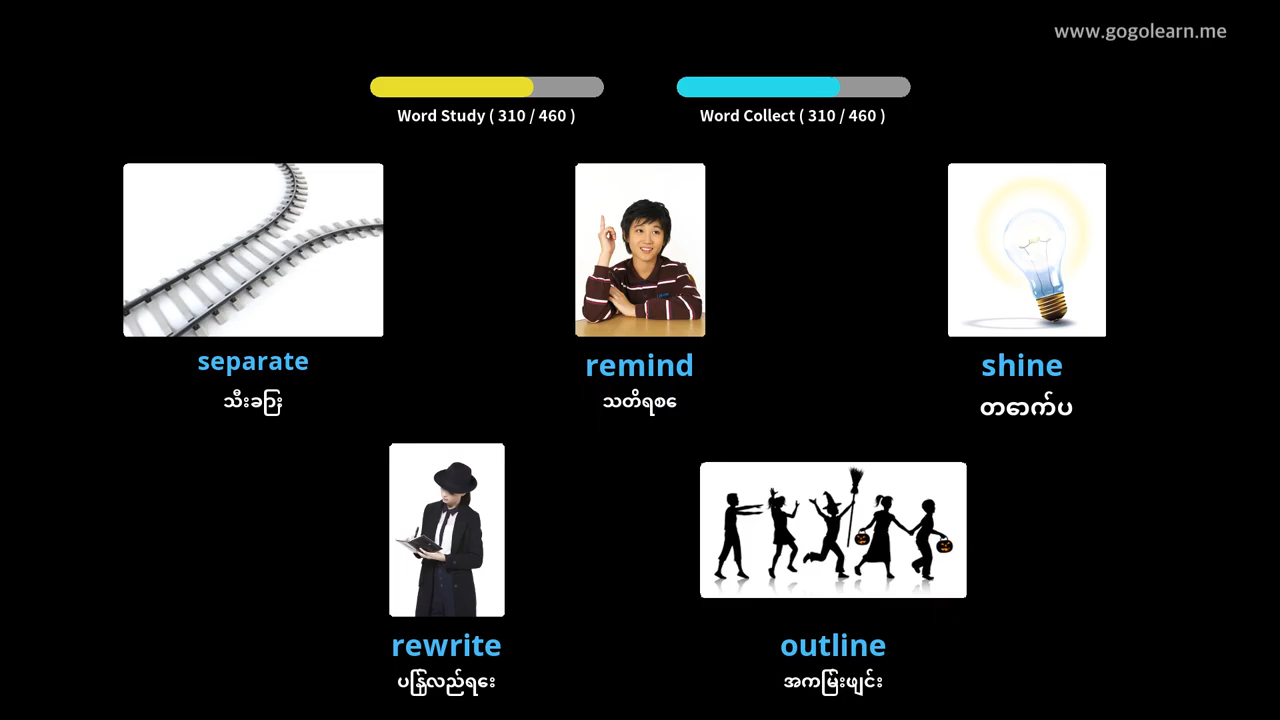 www.gogolearn.me
Word Study ( 310 / 460 )
Word Collect ( 310 / 460 )
separate
သီးခြား
remind
သတိရစေ
shine
တောက်ပ
rewrite
ပြန်လည်ရေး
outline
အကြမ်းဖျင်း